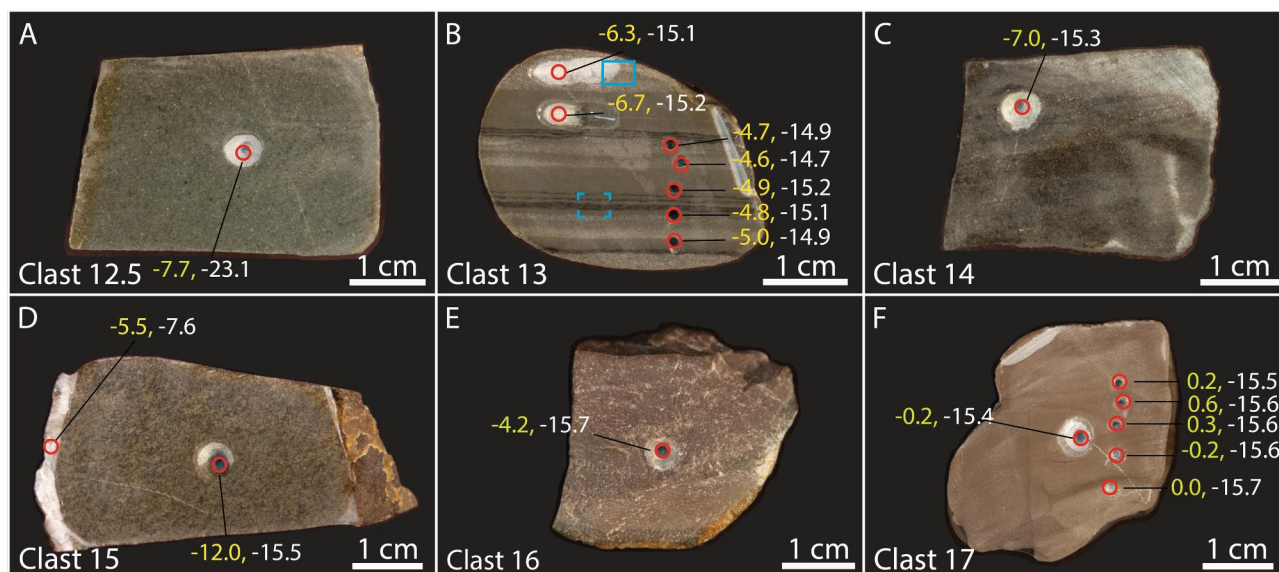 A
-7.7, -23.1
Clast 12.5
1 cm
B
-6.3, -15.1
-6.7, -15.2
-4.7, -14.9
-4.6, -14.7
-4.9, -15.2
-4.8, -15.1
-5.0, -14.9
Clast 13
1 cm
C
-7.0, -15.3
Clast 14
1 cm
D
-5.5, -7.6
-12.0, -15.5
Clast 15
1 cm
E
-4.2, -15.7
Clast 16
1 cm
F
-0.2, -15.4
0.2, -15.5
0.6, -15.6
0.3, -15.6
-0.2, -15.6
0.0, -15.7
Clast 17
1 cm